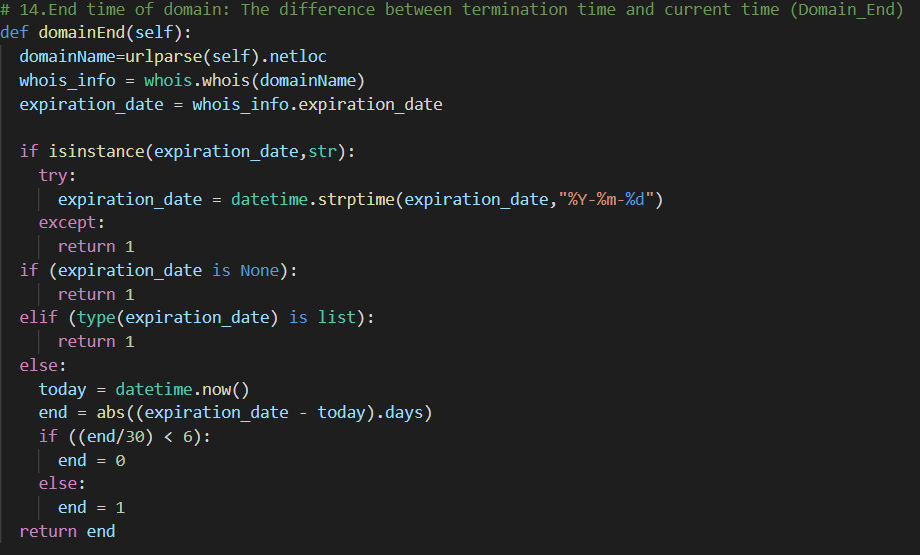 # 14.End time of domain: The difference between termination time and current time (Domain_End)
def domainEnd(self):
  domainName=urlparse(self).netloc
  whois_info = whois.whois(domainName)
  expiration_date = whois_info.expiration_date

  if isinstance(expiration_date,str):
    try:
      expiration_date = datetime.strptime(expiration_date,"%Y-%m-%d")
    except:
      return 1
  if (expiration_date is None):
      return 1
  elif (type(expiration_date) is list):
      return 1
  else:
    today = datetime.now()
    end = abs((expiration_date - today).days)
    if ((end/30) < 6):
      end = 0
    else:
      end = 1
  return end